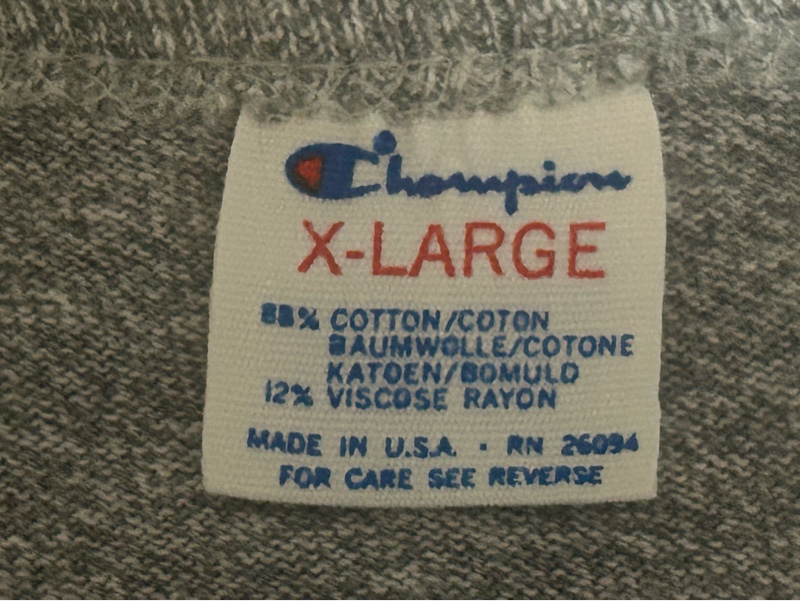 Champion
X-LARGE
88% COTTON/COTON
BAUMWOLLE/COTONE
KATOEN/BOMULD
12% VISCOSE RAYON
MADE IN U.S.A. · RN 26094
FOR CARE SEE REVERSE